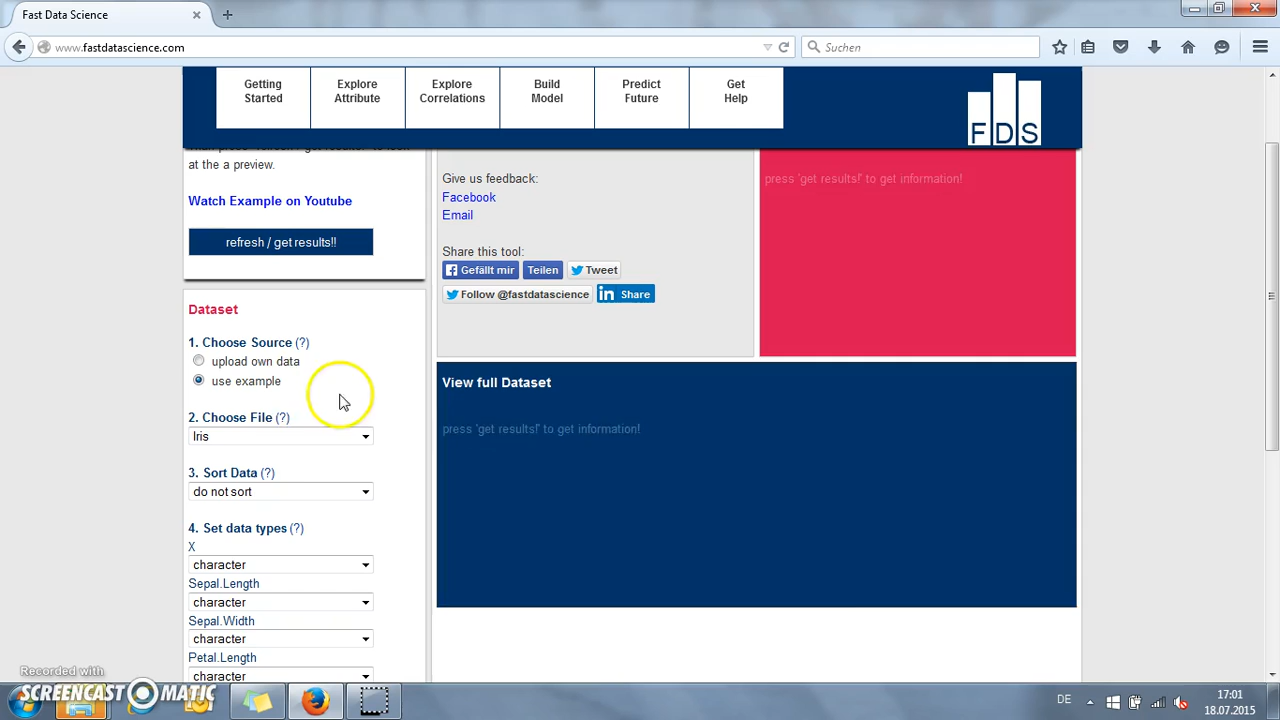 Fast Data Science
www.fastdatascience.com
Suchen
Getting
Started
Explore
Attribute
Explore
Correlations
Build
Model
Predict
Future
Get
Help
FDS
at the a preview.
Watch Example on Youtube
refresh / get results!!
Give us feedback:
Facebook
Email
Share this tool:
Gefällt mir
Teilen
Tweet
Follow @fastdatascience
in Share
press 'get results!' to get information!
Dataset
1. Choose Source (?)
upload own data
use example
2. Choose File (?)
Iris
3. Sort Data (?)
do not sort
4. Set data types (?)
X
character
Sepal.Length
character
Sepal.Width
character
Petal.Length
character
View full Dataset
press 'get results!' to get information!
Recorded with
SCREENCAST-O-MATIC
DE
17:01
18.07.2015